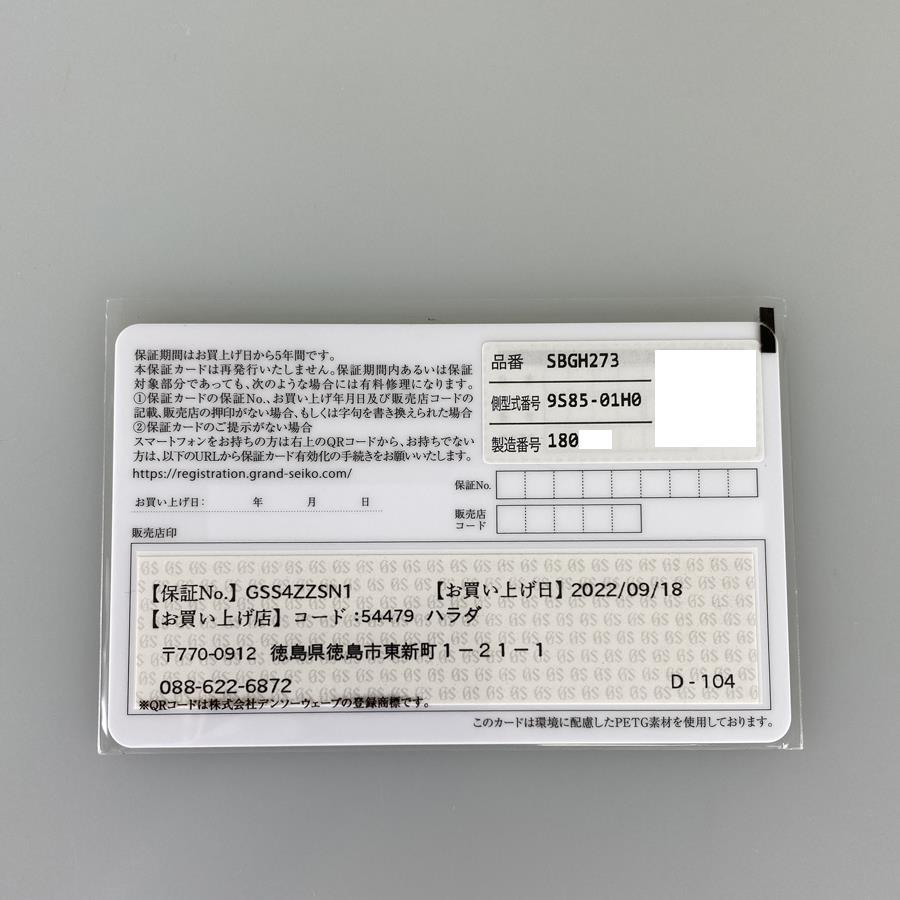 保証期間はお買上げ日から5年間です。
本保証カードは再発行いたしません。保証期間内あるいは保証
対象部分であっても、次のような場合には有料修理になります。
①保証カードの保証No.、お買上げ年月日及び販売店コードの
記載、販売店の押印がない場合、もしくは字句を書き換えられた場合
②保証カードのご提示がない場合
スマートフォンをお持ちの方は右上のQRコードから、お持ちでない
方は、以下のURLから保証カード有効化の手続きをお願いいたします。
https://registration.grand-seiko.com/
品番 SBGH273
側型式番号 9S85-01H0
製造番号 180
保証No.
お買い上げ日： 年 月 日
販売店
コード
販売店印
【保証No.】GSS4ZZSN1 【お買い上げ日】2022/09/18
【お買い上げ店】コード :54479 ハラダ
〒770-0912 徳島県徳島市東新町１－２１－１
088-622-6872 D - 104
※QRコードは株式会社デンソーウェーブの登録商標です。
このカードは環境に配慮したPETG素材を使用しております。